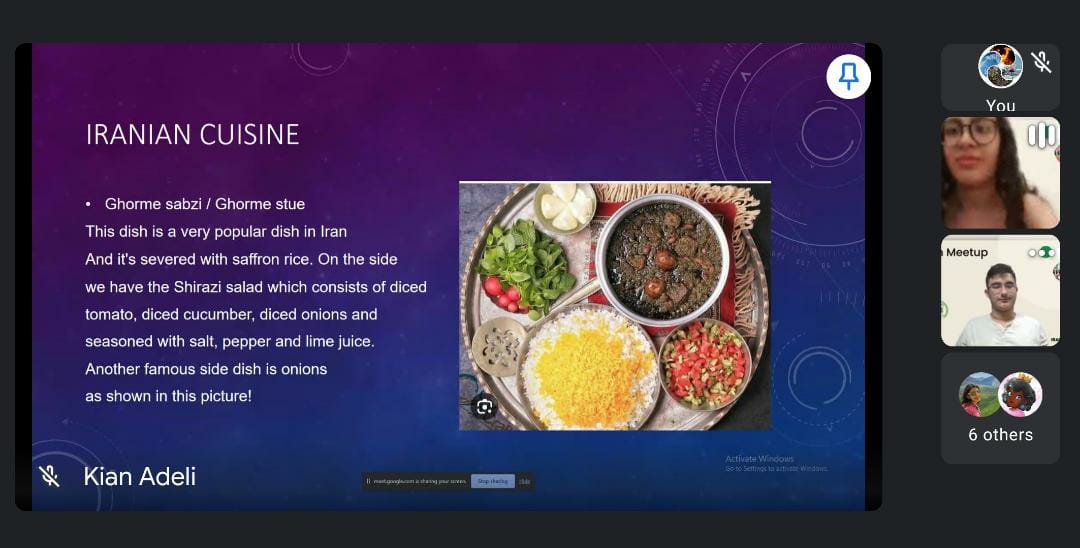 IRANIAN CUISINE
• Ghorme sabzi / Ghorme stue
This dish is a very popular dish in Iran
And it's severed with saffron rice. On the side
we have the Shirazi salad which consists of diced
tomato, diced cucumber, diced onions and
seasoned with salt, pepper and lime juice.
Another famous side dish is onions
as shown in this picture!
Activate Windows
Go to Settings to activate Windows.
meet.google.com is sharing your screen.
Stop sharing
Hide
Kian Adeli
You
Meetup
6 others